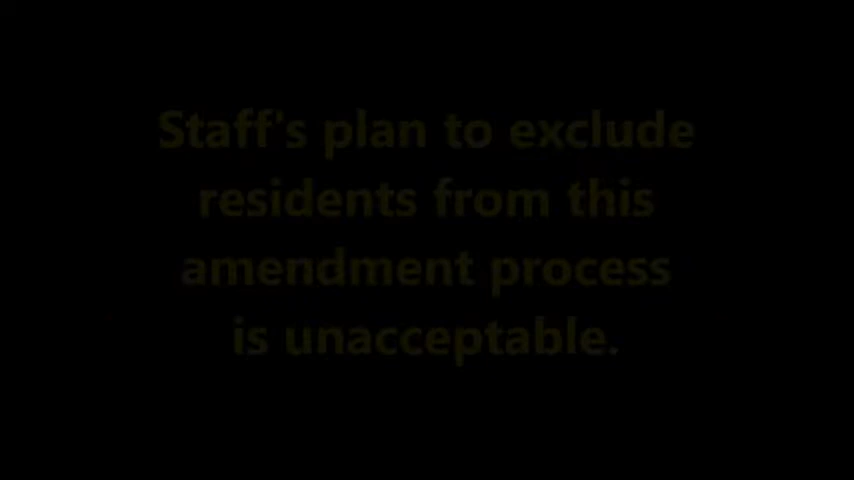 Staff's plan to exclude
residents from this
amendment process
is unacceptable.